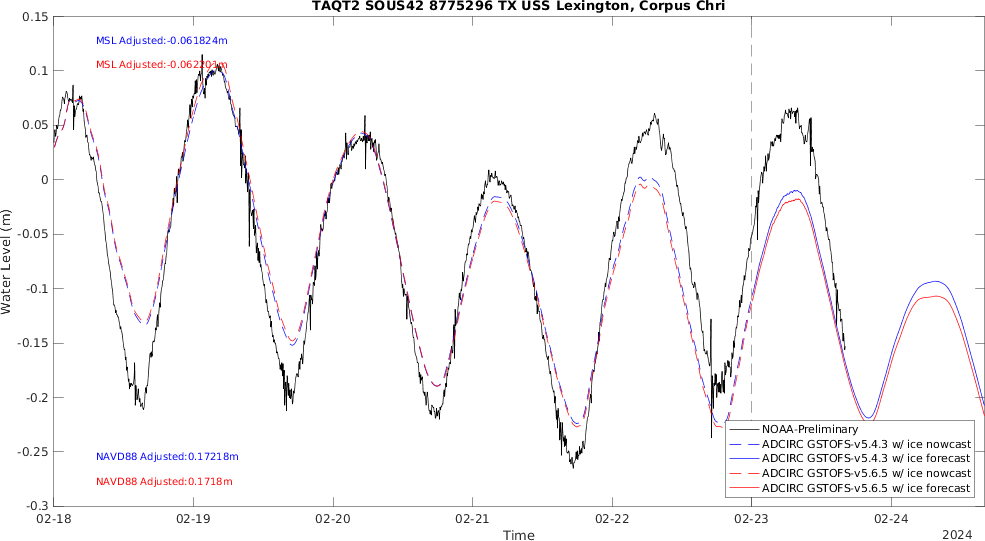 TAQT2 SOUS42 8775296 TX USS Lexington, Corpus Chri
0.15
MSL Adjusted:-0.061824m
MSL Adjusted:-0.062201m
0.1
0.05
0
-0.05
-0.1
-0.15
-0.2
-0.25
-0.3
Water Level (m)
NAVD88 Adjusted:0.17218m
NAVD88 Adjusted:0.1718m
NOAA-Preliminary
ADCIRC GSTOFS-v5.4.3 w/ ice nowcast
ADCIRC GSTOFS-v5.4.3 w/ ice forecast
ADCIRC GSTOFS-v5.6.5 w/ ice nowcast
ADCIRC GSTOFS-v5.6.5 w/ ice forecast
02-18 02-19 02-20 02-21 02-22 02-23 02-24
Time
2024